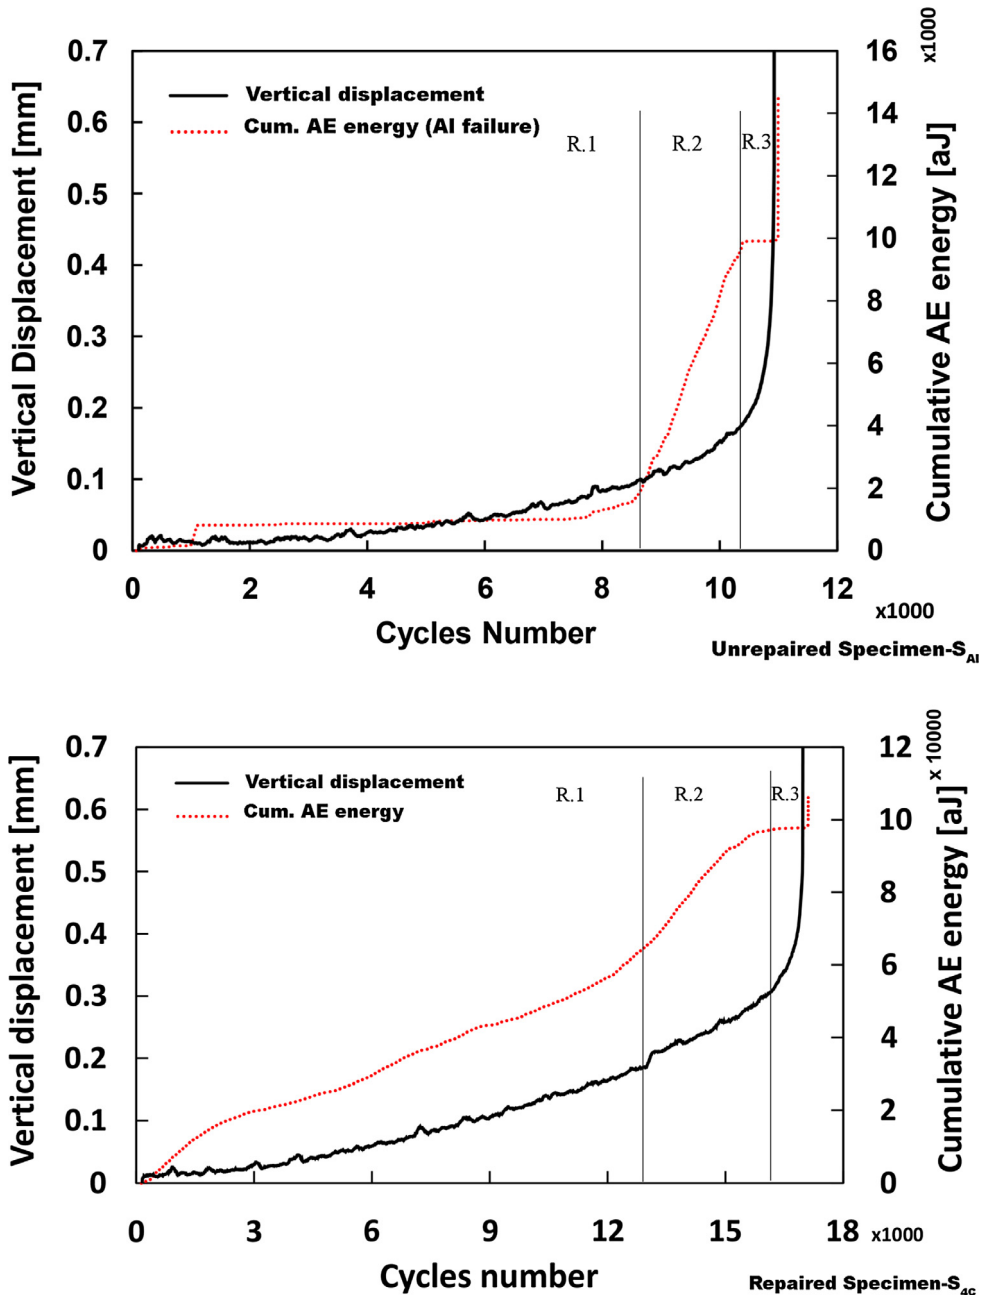 x1000
0.7
16
Vertical displacement
Cum. AE energy (Al failure)
0.6
14
R.1
R.2
R.3
0.5
12
0.4
10
8
0.3
6
0.2
4
0.1
2
0
0
Vertical Displacement [mm]
Cumulative AE energy [aJ]
0 2 4 6 8 10 12
x1000
Cycles Number
Unrepaired Specimen-S_Al
x 10000
0.7
12
Vertical displacement
Cum. AE energy
R.1
R.2
R.3
0.6
10
0.5
8
0.4
6
0.3
4
0.2
0.1
2
0
0
Vertical displacement [mm]
Cumulative AE energy [aJ]
0 3 6 9 12 16 18
x1000
Cycles number
Repaired Specimen-S_4C